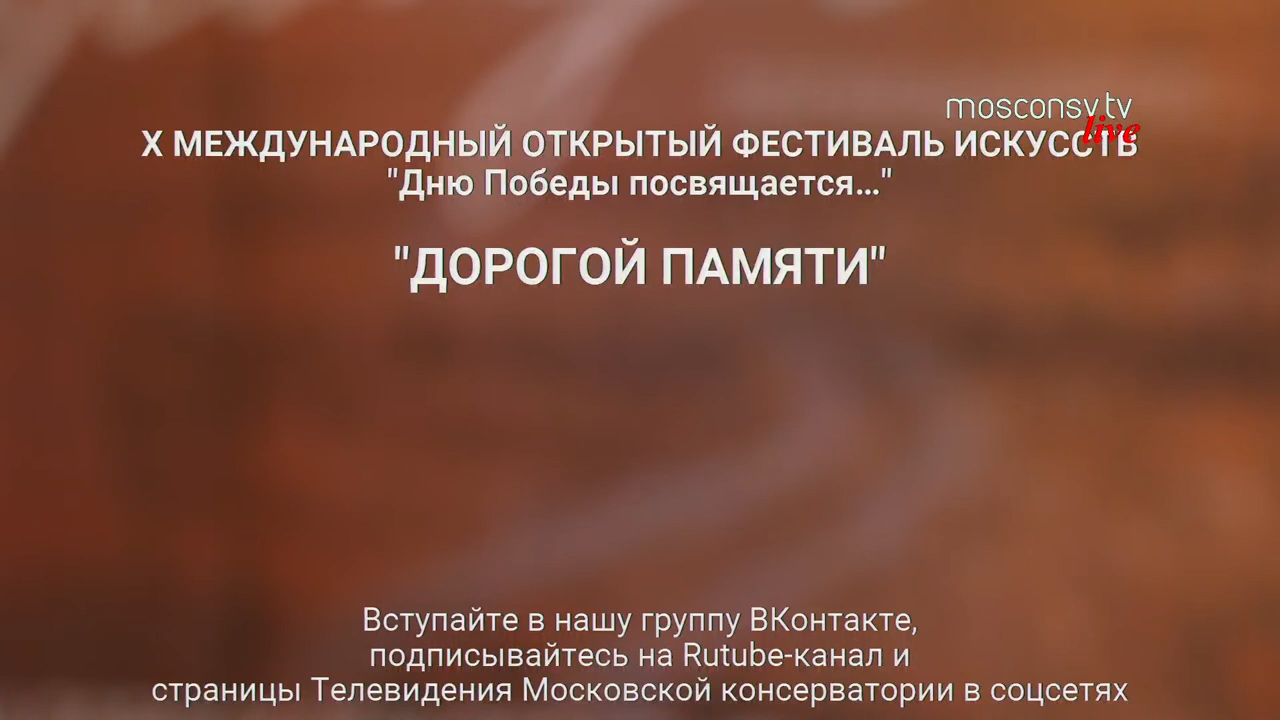 mosconsv.tv
live
X МЕЖДУНАРОДНЫЙ ОТКРЫТЫЙ ФЕСТИВАЛЬ ИСКУССТВ
"Дню Победы посвящается..."
"ДОРОГОЙ ПАМЯТИ"
Вступайте в нашу группу ВКонтакте,
подписывайтесь на Rutube-канал и
страницы Телевидения Московской консерватории в соцсетях